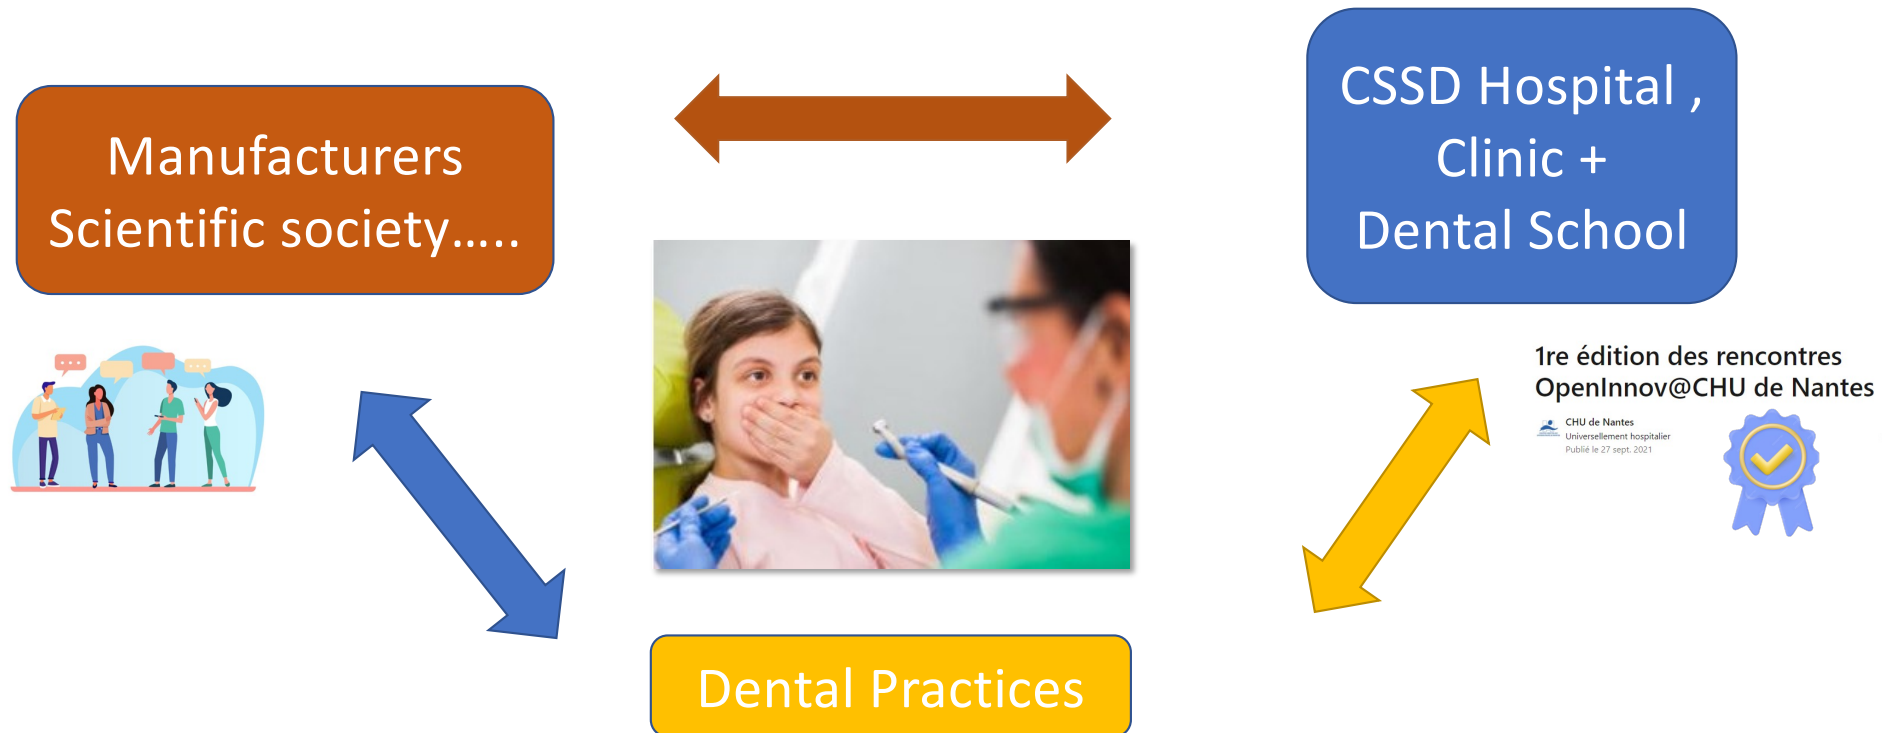 Manufacturers
Scientific society.....
CSSD Hospital ,
Clinic +
Dental School
1re édition des rencontres
OpenInnov@CHU de Nantes
CHU de Nantes
Universellement hospitalier
Publié le 27 sept. 2021
Dental Practices